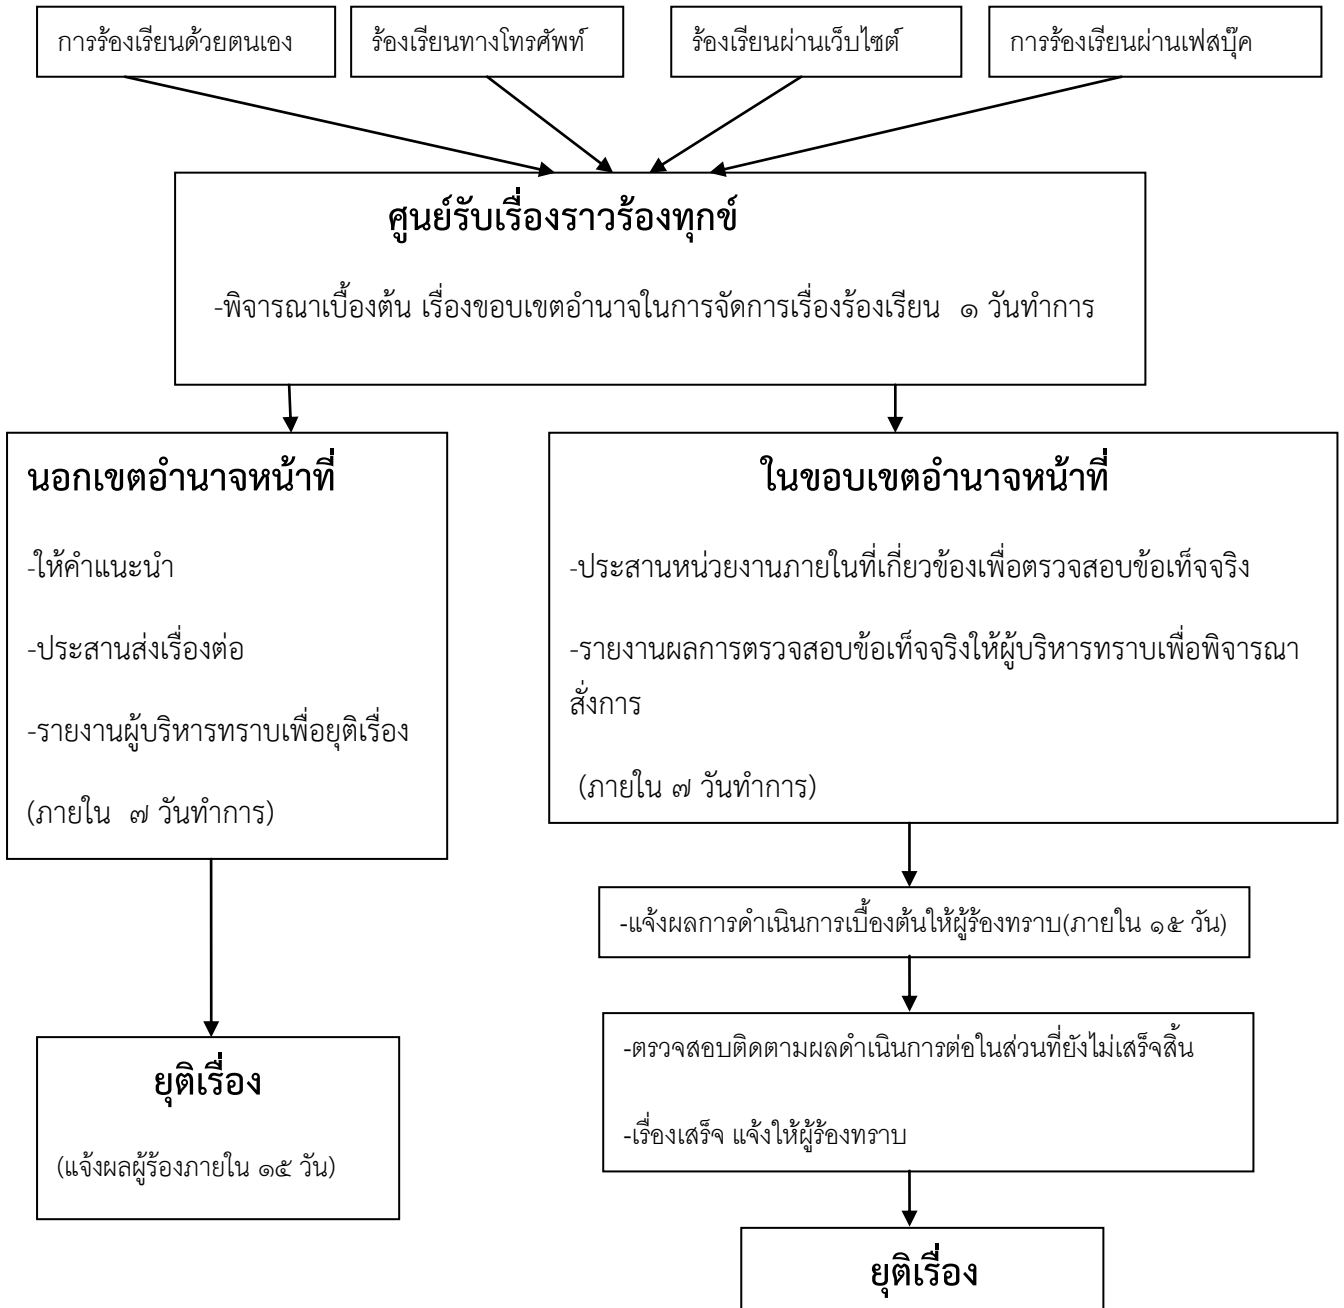 การร้องเรียนด้วยตนเอง
ร้องเรียนทางโทรศัพท์
ร้องเรียนผ่านเว็บไซต์
การร้องเรียนผ่านเฟสบุ๊ค
ศูนย์รับเรื่องราวร้องทุกข์
-พิจารณาเบื้องต้น เรื่องขอบเขตอำนาจในการจัดการเรื่องร้องเรียน ๑ วันทำการ
นอกเขตอำนาจหน้าที่
-ให้คำแนะนำ
-ประสานส่งเรื่องต่อ
-รายงานผู้บริหารทราบเพื่อยุติเรื่อง
(ภายใน ๗ วันทำการ)
ในขอบเขตอำนาจหน้าที่
-ประสานหน่วยงานภายในที่เกี่ยวข้องเพื่อตรวจสอบข้อเท็จจริง
-รายงานผลการตรวจสอบข้อเท็จจริงให้ผู้บริหารทราบเพื่อพิจารณา
สั่งการ
(ภายใน ๗ วันทำการ)
-แจ้งผลการดำเนินการเบื้องต้นให้ผู้ร้องทราบ(ภายใน ๑๕ วัน)
-ตรวจสอบติดตามผลดำเนินการต่อในส่วนที่ยังไม่เสร็จสิ้น
-เรื่องเสร็จ แจ้งให้ผู้ร้องทราบ
ยุติเรื่อง
(แจ้งผลผู้ร้องภายใน ๑๕ วัน)
ยุติเรื่อง